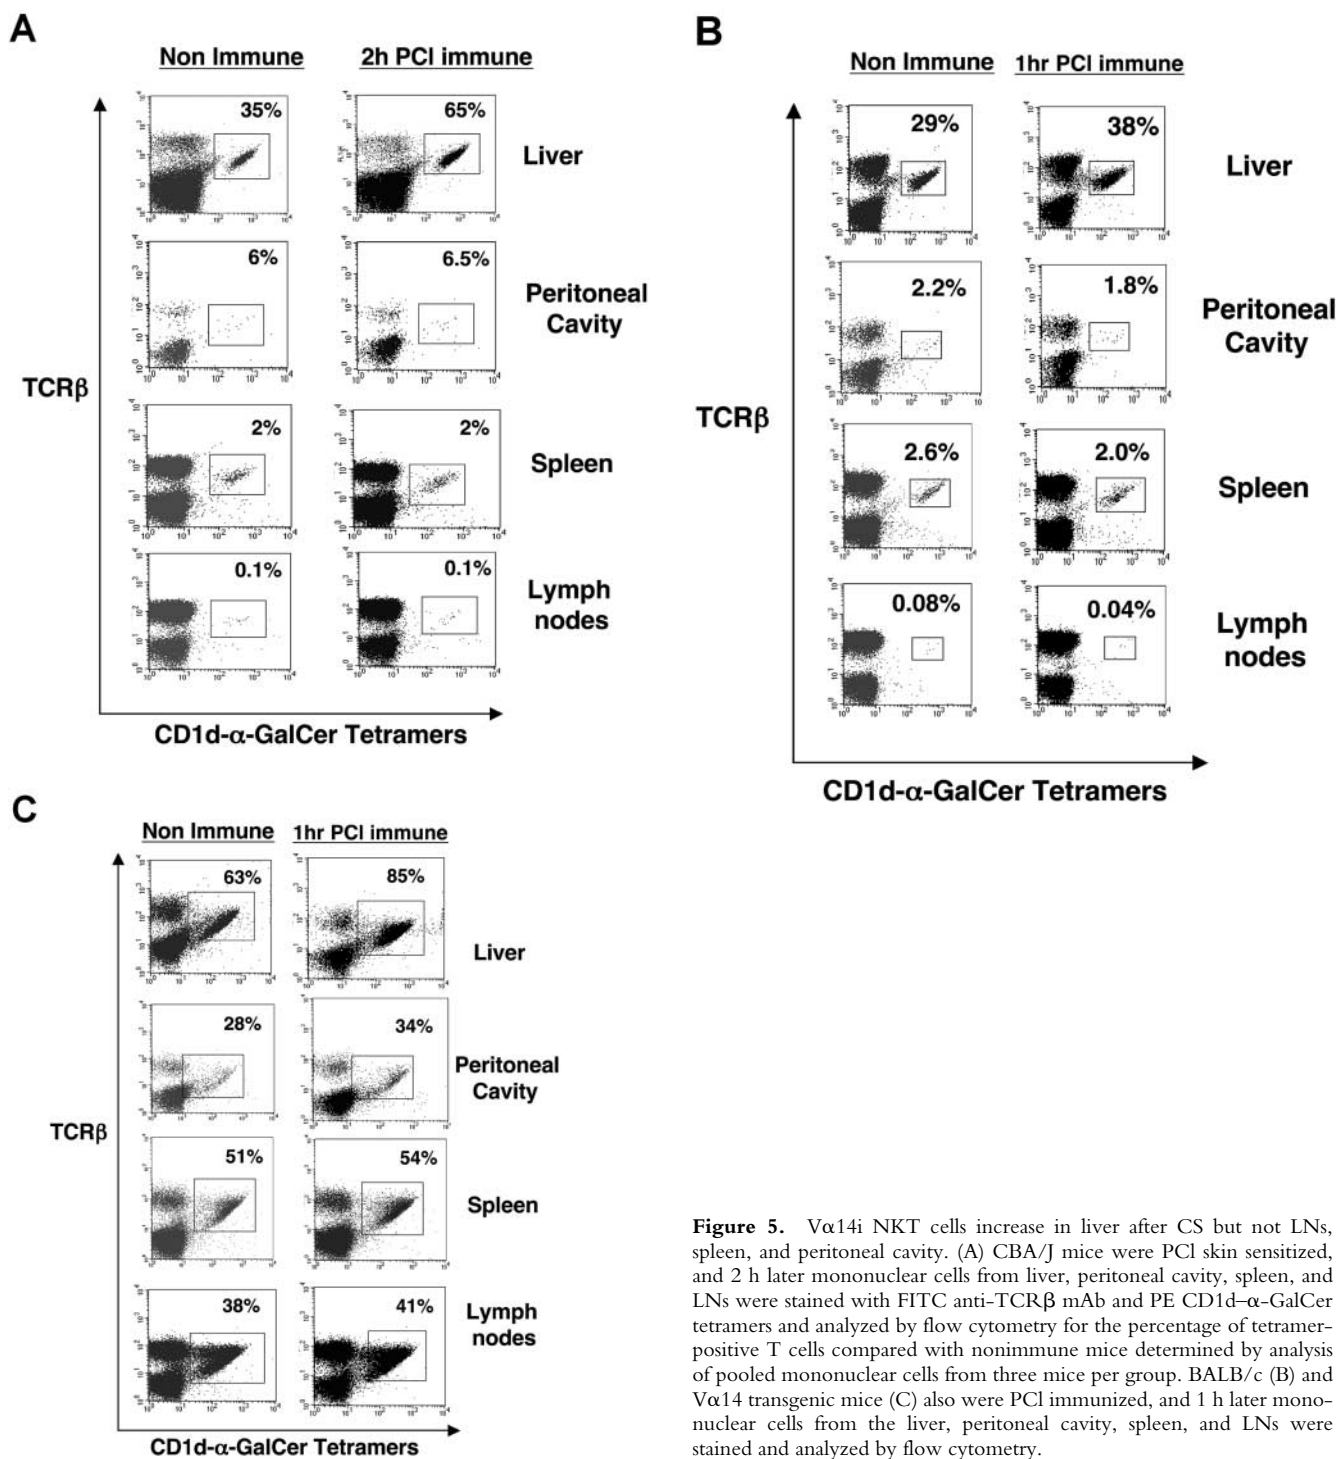 A
Non Immune
2h PCl immune
35%
65%
Liver
6%
6.5%
Peritoneal
Cavity
TCRβ
2%
2%
Spleen
0.1%
0.1%
Lymph
nodes
CD1d-α-GalCer Tetramers
B
Non Immune
1hr PCl immune
29%
38%
Liver
2.2%
1.8%
Peritoneal
Cavity
TCRβ
2.6%
2.0%
Spleen
0.08%
0.04%
Lymph
nodes
CD1d-α-GalCer Tetramers
C
Non Immune
1hr PCl immune
63%
85%
Liver
28%
34%
Peritoneal
Cavity
TCRβ
51%
54%
Spleen
38%
41%
Lymph
nodes
CD1d-α-GalCer Tetramers
Figure 5. Vα14i NKT cells increase in liver after CS but not LNs,
spleen, and peritoneal cavity. (A) CBA/J mice were PCl skin sensitized,
and 2 h later mononuclear cells from liver, peritoneal cavity, spleen, and
LNs were stained with FITC anti-TCRβ mAb and PE CD1d–α-GalCer
tetramers and analyzed by flow cytometry for the percentage of tetramer-
positive T cells compared with nonimmune mice determined by analysis
of pooled mononuclear cells from three mice per group. BALB/c (B) and
Vα14 transgenic mice (C) also were PCl immunized, and 1 h later mono-
nuclear cells from the liver, peritoneal cavity, spleen, and LNs were
stained and analyzed by flow cytometry.